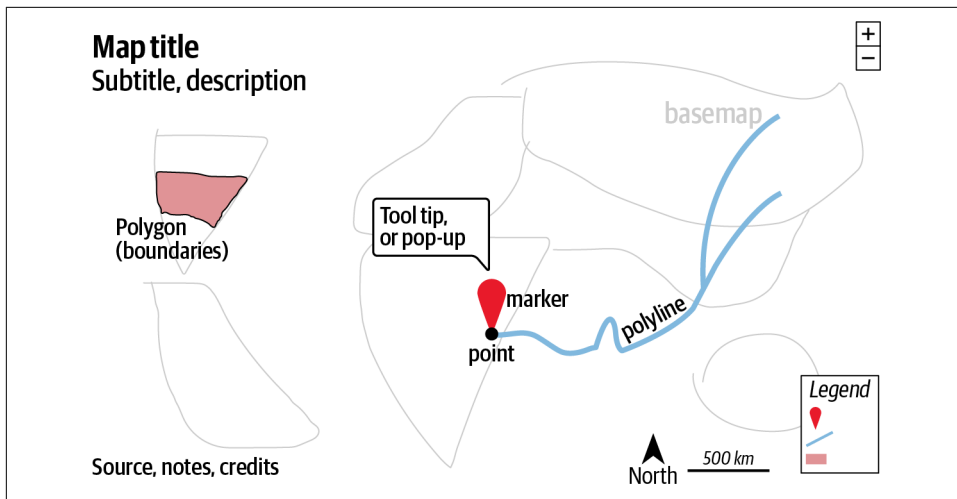 Map title
Subtitle, description
+
−
basemap
Tool tip,
or pop-up
Polygon
(boundaries)
marker
polyline
point
Legend
Source, notes, credits
North
500 km